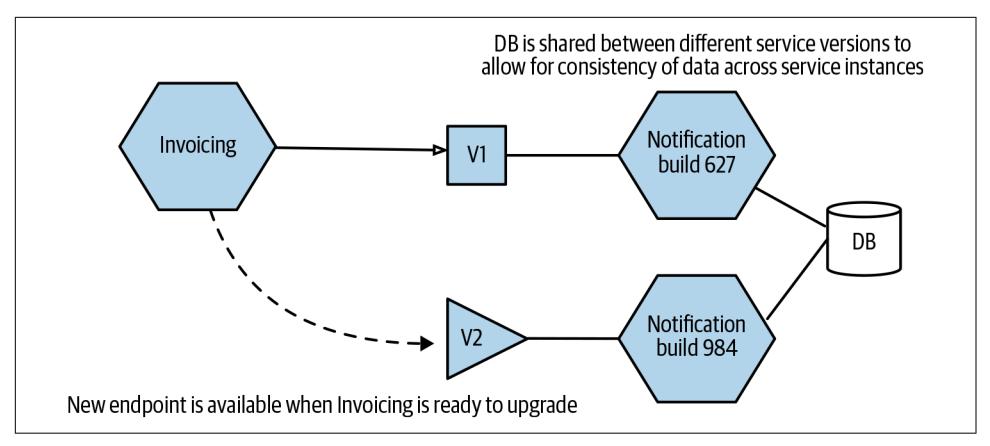 DB is shared between different service versions to
allow for consistency of data across service instances
Invoicing
V1
Notification
build 627
DB
V2
Notification
build 984
New endpoint is available when Invoicing is ready to upgrade